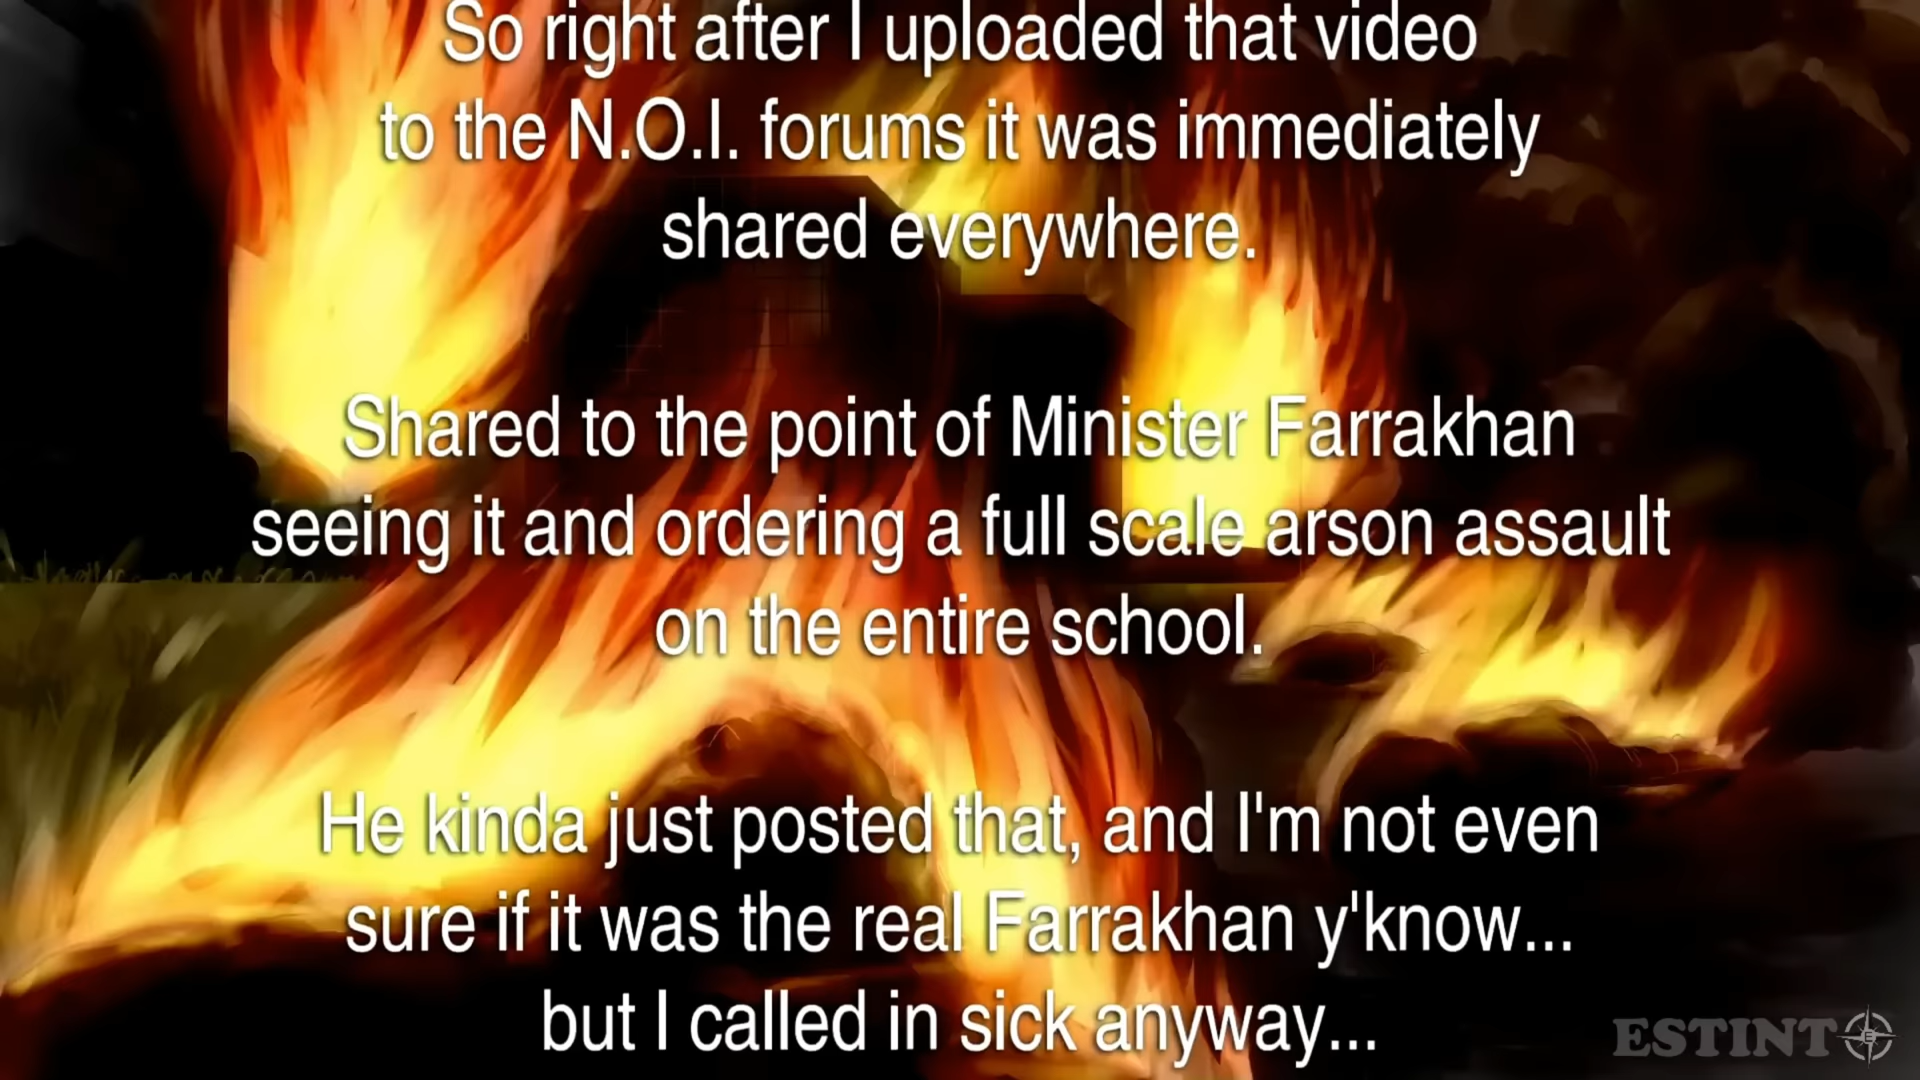 So right after I uploaded that video
to the N.O.I. forums it was immediately
shared everywhere.
Shared to the point of Minister Farrakhan
seeing it and ordering a full scale arson assault
on the entire school.
He kinda just posted that, and I'm not even
sure if it was the real Farrakhan y'know...
but I called in sick anyway...
ESTINT
E